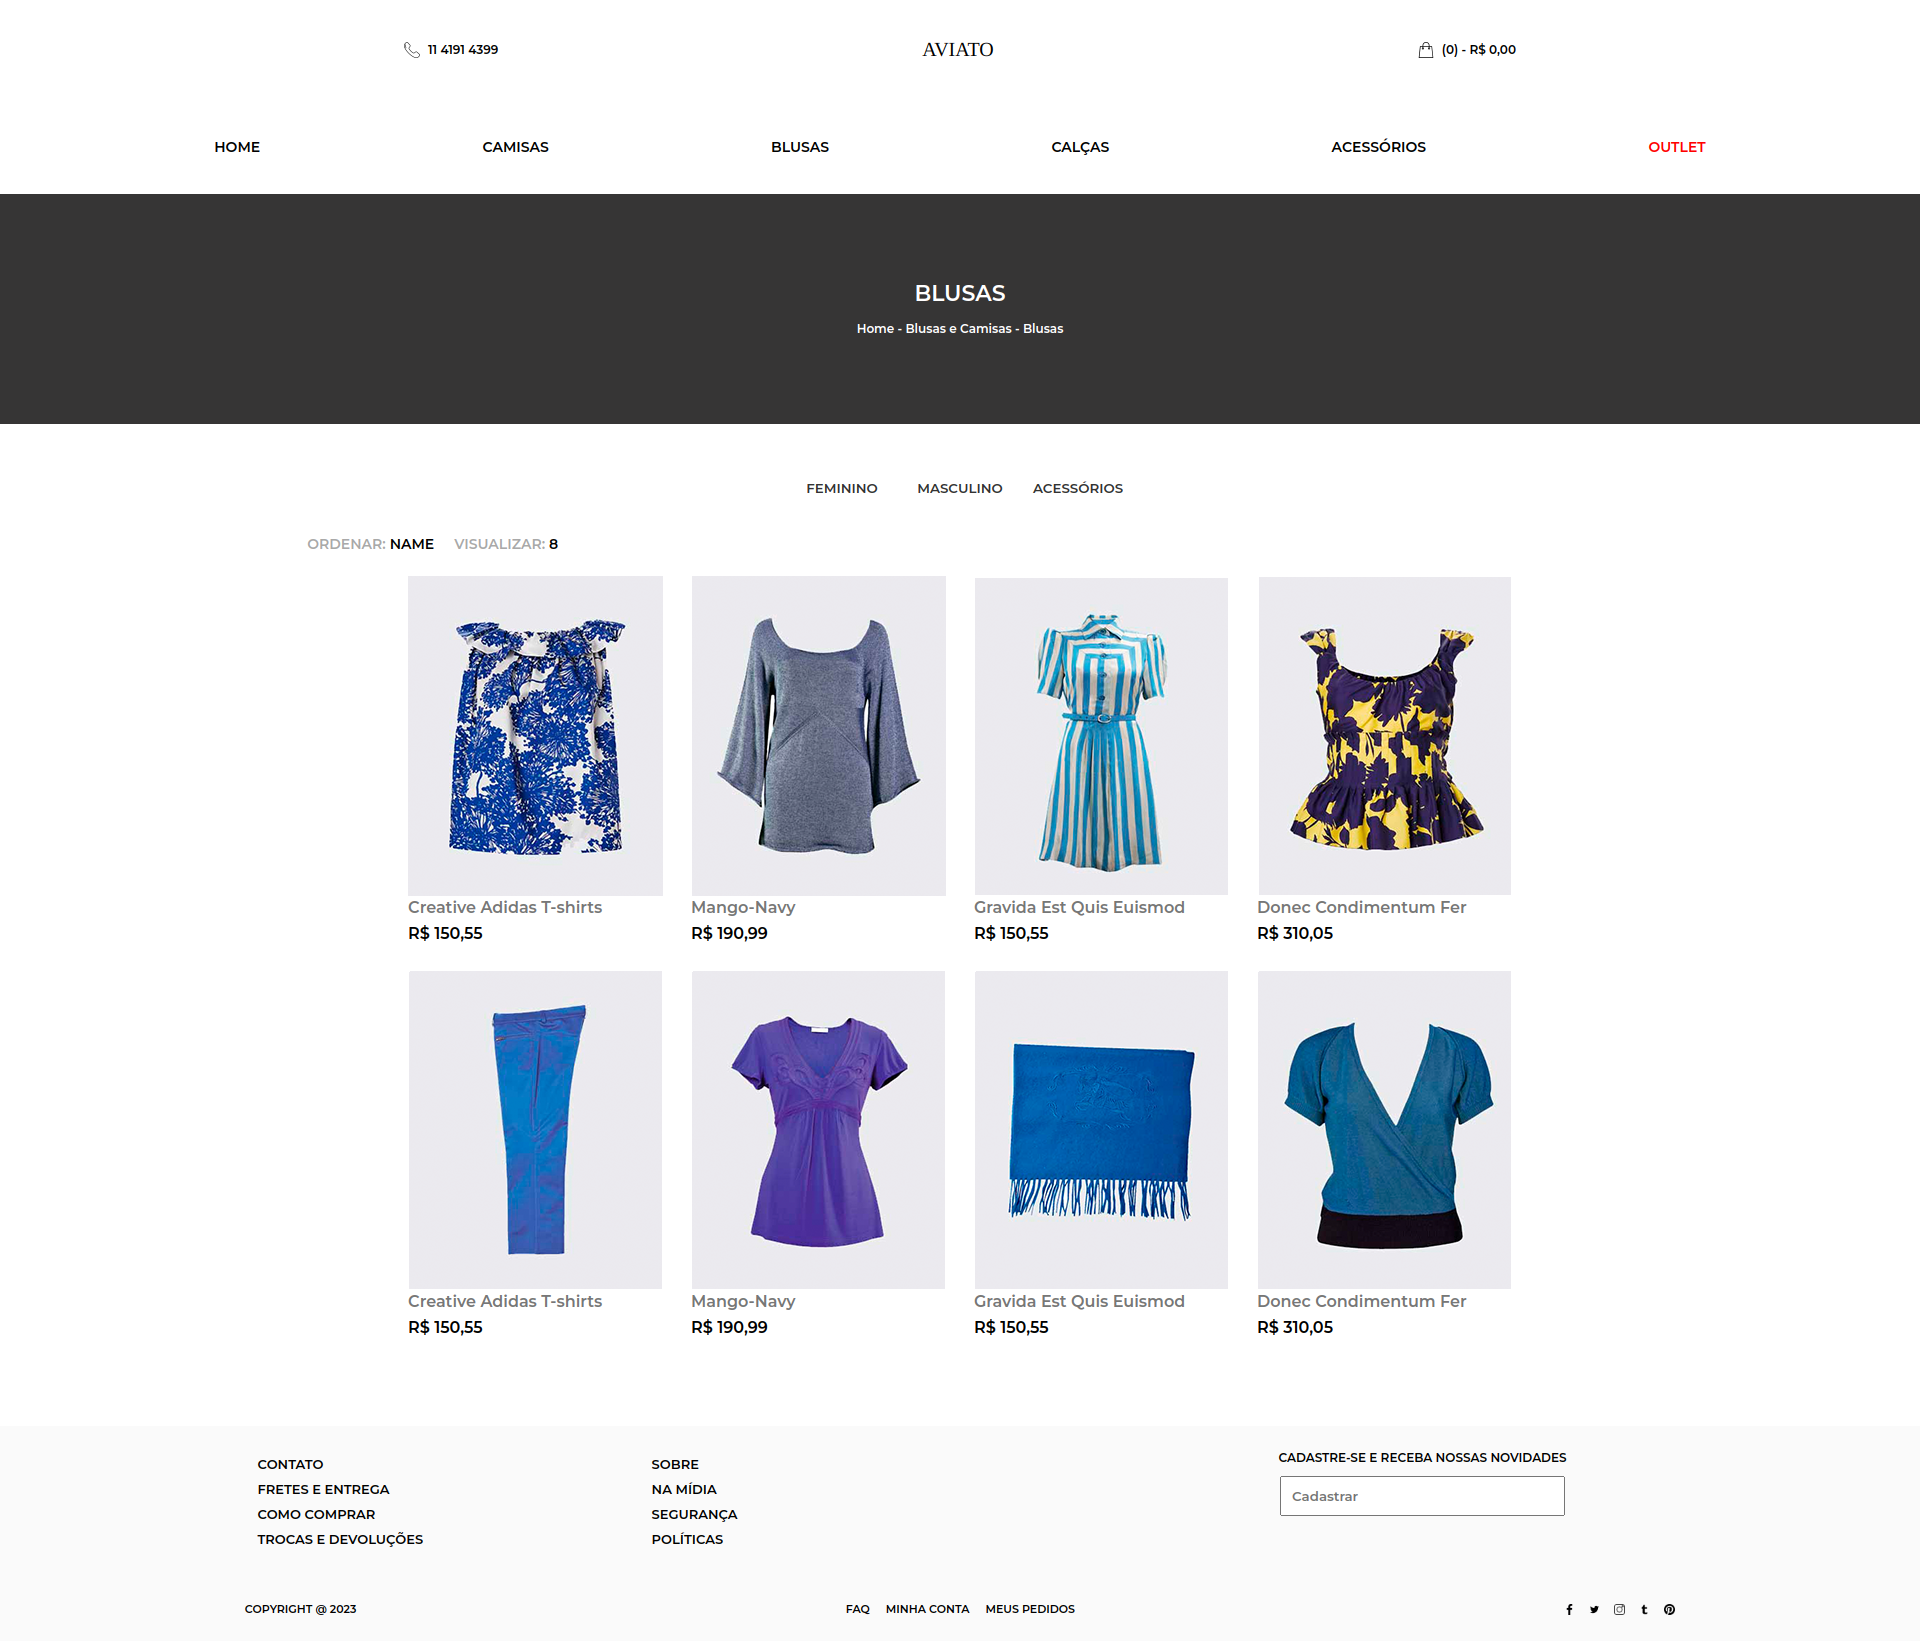 11 4191 4399
AVIATO
(0) - R$ 0,00
HOME CAMISAS BLUSAS CALÇAS ACESSÓRIOS OUTLET
BLUSAS
Home - Blusas e Camisas - Blusas
FEMININO MASCULINO ACESSÓRIOS
ORDENAR: NAME VISUALIZAR: 8
Creative Adidas T-shirts
R$ 150,55
Mango-Navy
R$ 190,99
Gravida Est Quis Euismod
R$ 150,55
Donec Condimentum Fer
R$ 310,05
Creative Adidas T-shirts
R$ 150,55
Mango-Navy
R$ 190,99
Gravida Est Quis Euismod
R$ 150,55
Donec Condimentum Fer
R$ 310,05
CONTATO
FRETES E ENTREGA
COMO COMPRAR
TROCAS E DEVOLUÇÕES
SOBRE
NA MÍDIA
SEGURANÇA
POLÍTICAS
CADASTRE-SE E RECEBA NOSSAS NOVIDADES
Cadastrar
COPYRIGHT @ 2023
FAQ MINHA CONTA MEUS PEDIDOS